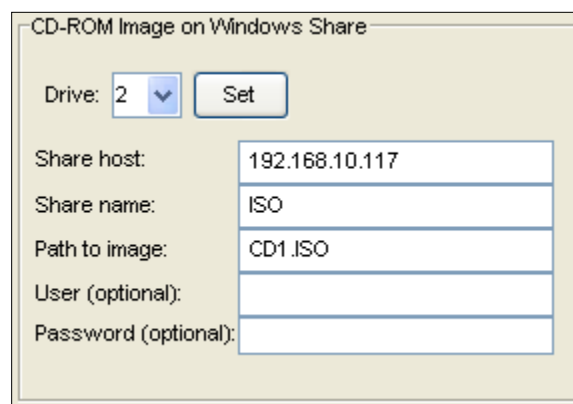 CD-ROM Image on Windows Share
Drive: 2 Set
Share host: 192.168.10.117
Share name: ISO
Path to image: CD1.ISO
User (optional):
Password (optional):